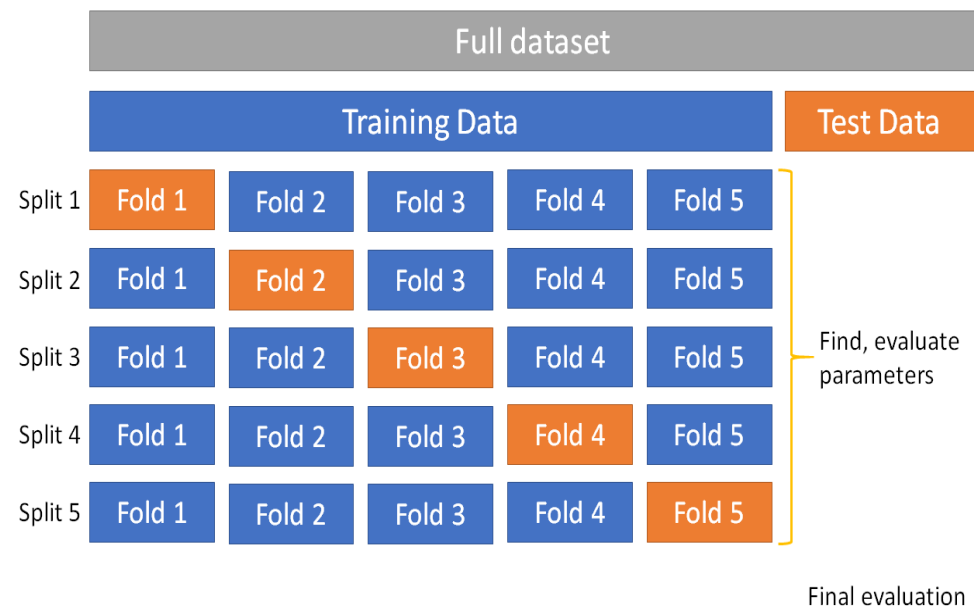 Full dataset
Training Data Test Data
Split 1 Fold 1 Fold 2 Fold 3 Fold 4 Fold 5
Split 2 Fold 1 Fold 2 Fold 3 Fold 4 Fold 5
Split 3 Fold 1 Fold 2 Fold 3 Fold 4 Fold 5
Split 4 Fold 1 Fold 2 Fold 3 Fold 4 Fold 5
Split 5 Fold 1 Fold 2 Fold 3 Fold 4 Fold 5
Find, evaluate
parameters
Final evaluation